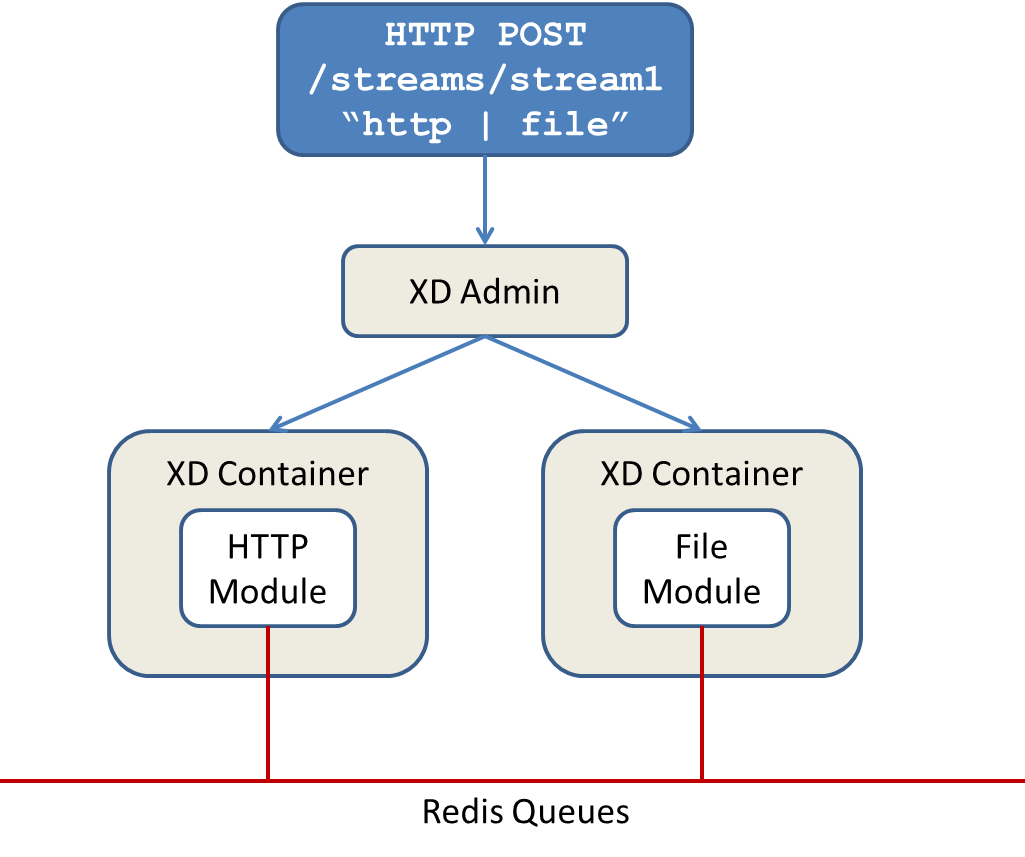 HTTP POST
/streams/stream1
“http | file”
XD Admin
XD Container
HTTP
Module
XD Container
File
Module
Redis Queues